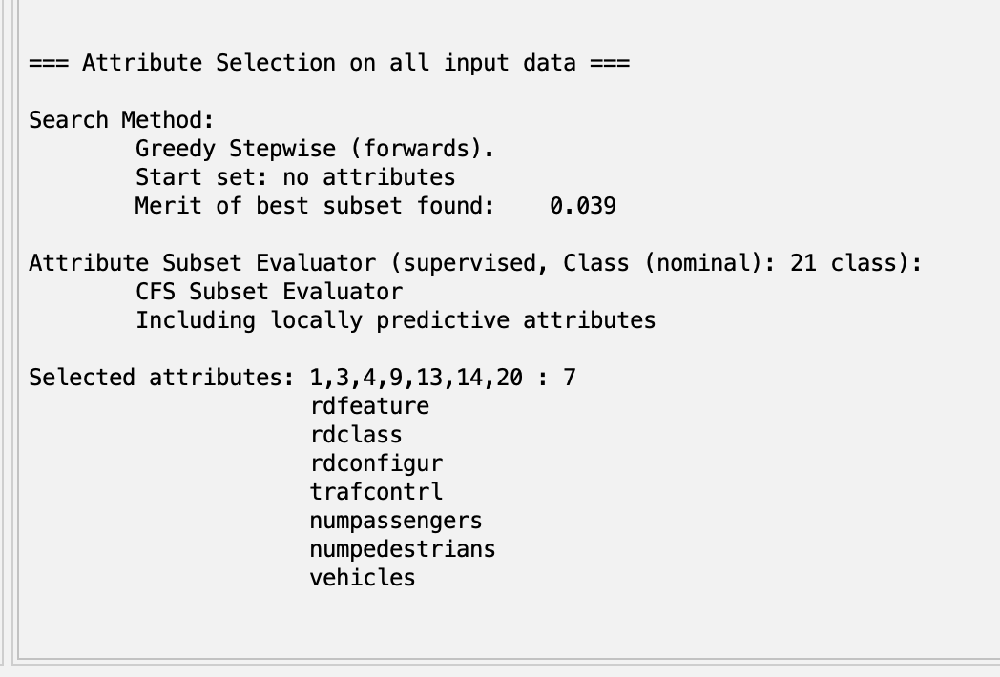 === Attribute Selection on all input data ===
Search Method:
Greedy Stepwise (forwards).
Start set: no attributes
Merit of best subset found:    0.039
Attribute Subset Evaluator (supervised, Class (nominal): 21 class):
CFS Subset Evaluator
Including locally predictive attributes
Selected attributes: 1,3,4,9,13,14,20 : 7
rdfeature
rdclass
rdconfigur
trafcontrl
numpassengers
numpedestrians
vehicles